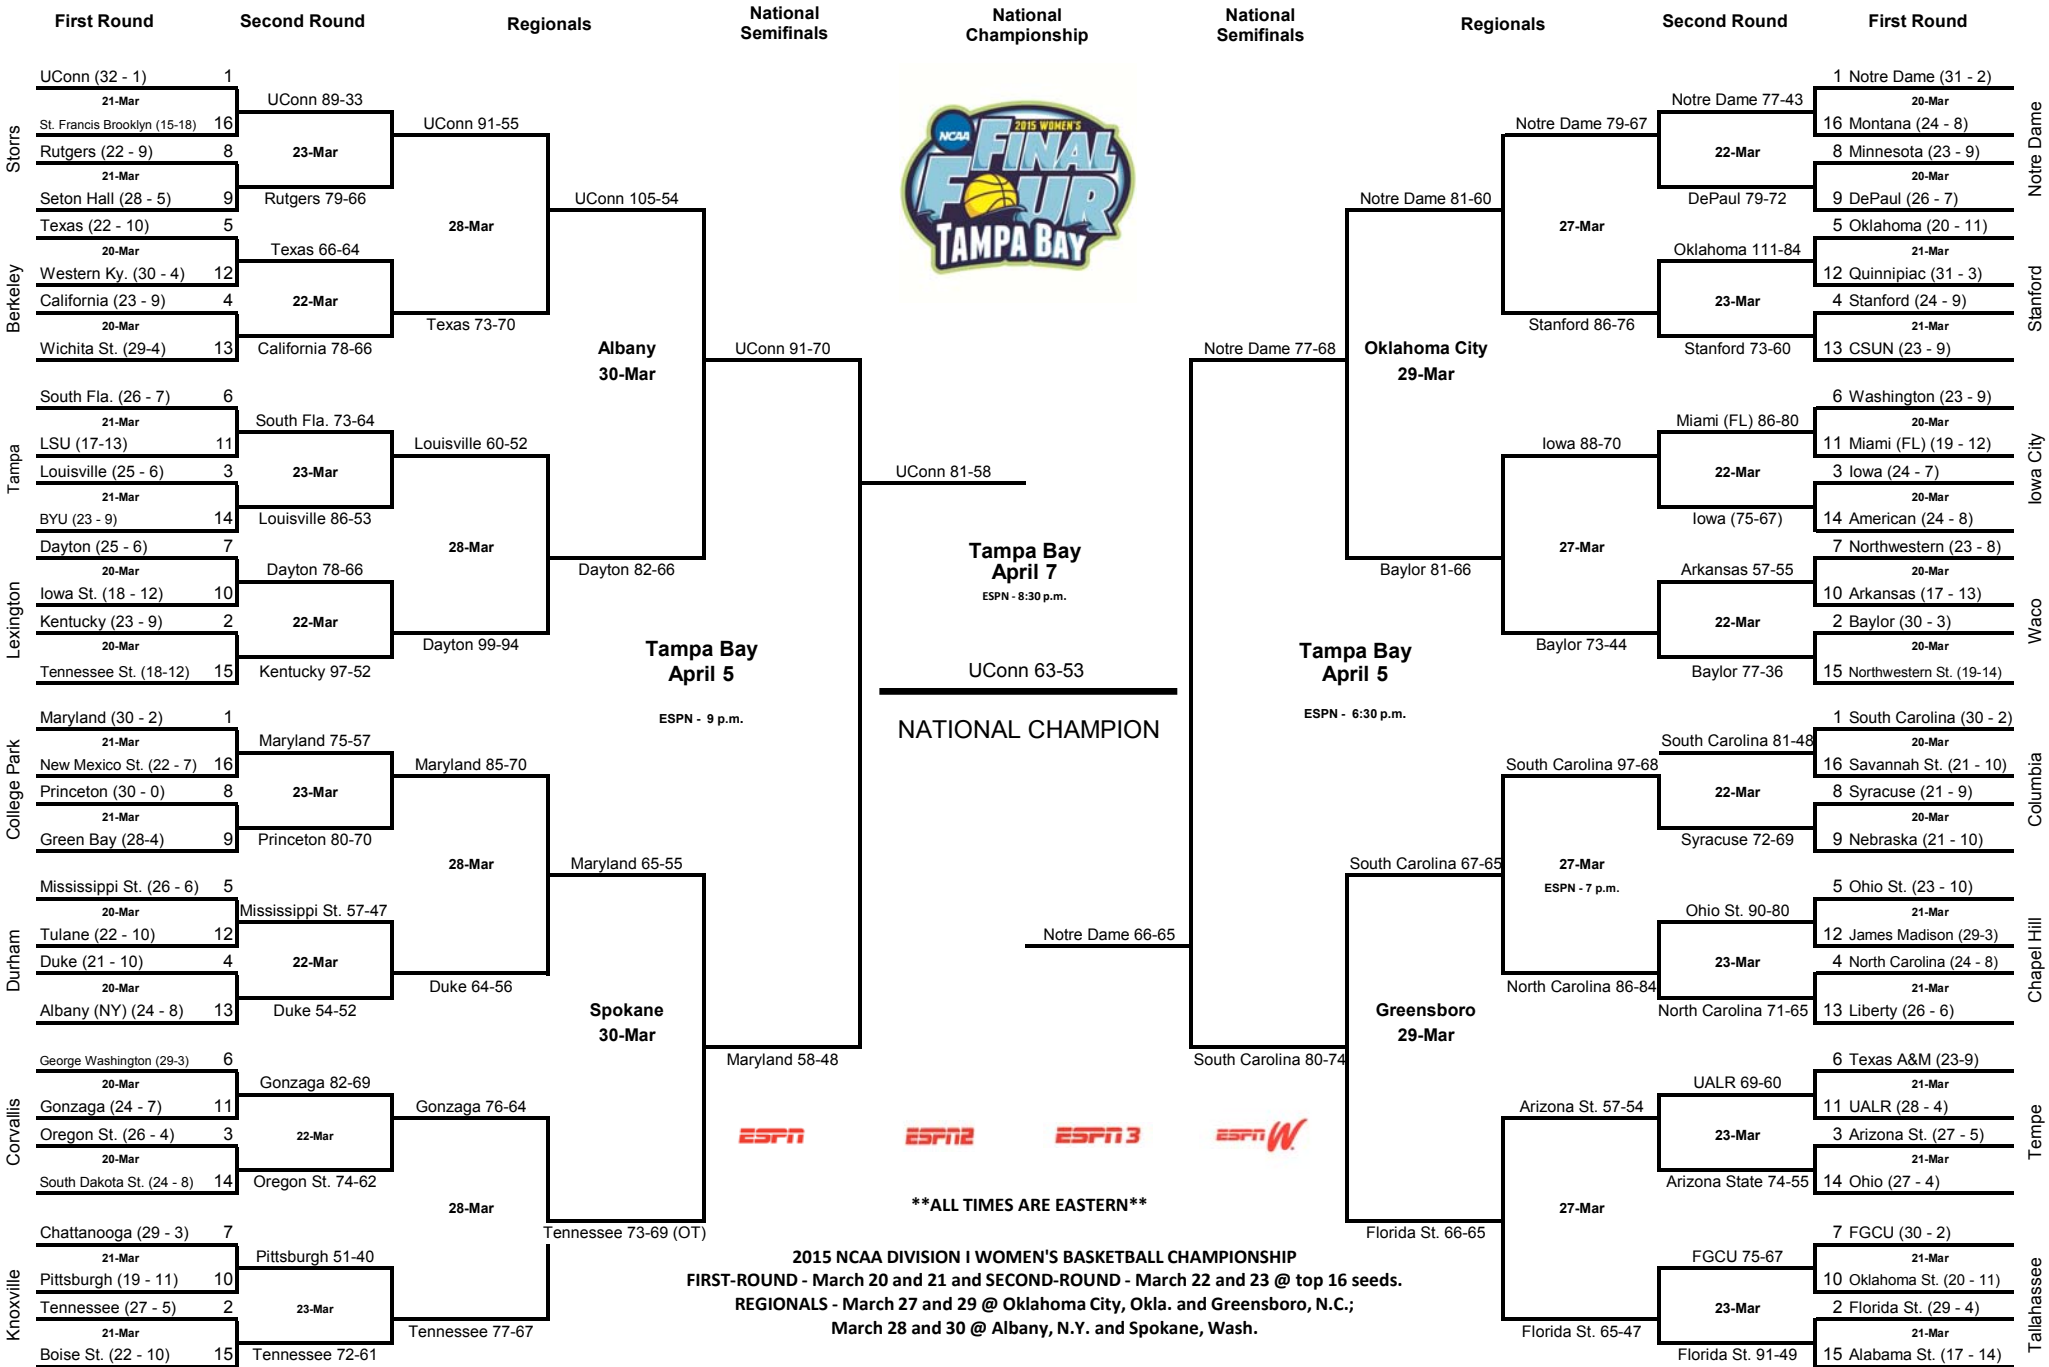 First Round
Second Round
Regionals
National
Semifinals
National
Championship
National
Semifinals
Regionals
Second Round
First Round
Stors
UConn (32 - 1) 1
21-Mar
St. Francis Brooklyn (15-18) 16
Rutgers (22 - 9) 8
21-Mar
Seton Hall (28 - 5) 9
Berkeley
Texas (22 - 10) 5
20-Mar
Western Ky. (30 - 4) 12
California (23 - 9) 4
20-Mar
Wichita St. (29-4) 13
Tampa
South Fla. (26 - 7) 6
21-Mar
LSU (17-13) 11
Louisville (25 - 6) 3
21-Mar
BYU (23 - 9) 14
Lexington
Dayton (25 - 6) 7
20-Mar
Iowa St. (18 - 12) 10
Kentucky (23 - 9) 2
20-Mar
Tennessee St. (18-12) 15
College Park
Maryland (30 - 2) 1
21-Mar
New Mexico St. (22 - 7) 16
Princeton (30 - 0) 8
21-Mar
Green Bay (28-4) 9
Durham
Mississippi St. (26 - 6) 5
20-Mar
Tulane (22 - 10) 12
Duke (21 - 10) 4
20-Mar
Albany (NY) (24 - 8) 13
Corvallis
George Washington (29-3) 6
20-Mar
Gonzaga (24 - 7) 11
Oregon St. (26 - 4) 3
20-Mar
South Dakota St. (24 - 8) 14
Knoxville
Chattanooga (29 - 3) 7
21-Mar
Pittsburgh (19 - 11) 10
Tennessee (27 - 5) 2
21-Mar
Boise St. (22 - 10) 15
UConn 89-33
23-Mar
Rutgers 79-66
Texas 66-64
22-Mar
California 78-66
South Fla. 73-64
23-Mar
Louisville 86-53
Dayton 78-66
22-Mar
Kentucky 97-52
Maryland 75-57
23-Mar
Princeton 80-70
Mississippi St. 57-47
22-Mar
Duke 54-52
Gonzaga 82-69
22-Mar
Oregon St. 74-62
Pittsburgh 51-40
23-Mar
Tennessee 72-61
UConn 91-55
28-Mar
Texas 73-70
Louisville 60-52
28-Mar
Dayton 99-94
Maryland 85-70
28-Mar
Duke 64-56
Gonzaga 76-64
28-Mar
Tennessee 77-67
UConn 105-54
Albany
30-Mar
Dayton 82-66
Maryland 65-55
Spokane
30-Mar
Tennessee 73-69 (OT)
UConn 91-70
Tampa Bay
April 5
ESPN - 9 p.m.
Maryland 58-48
NCAA
2015 WOMEN'S
FINAL
FOUR
TAMPA BAY
UConn 81-58
Tampa Bay
April 7
ESPN - 8:30 p.m.
UConn 63-53
NATIONAL CHAMPION
Notre Dame 66-65
Notre Dame 77-68
Tampa Bay
April 5
ESPN - 6:30 p.m.
South Carolina 80-74
Notre Dame 81-60
Oklahoma City
29-Mar
Baylor 81-66
South Carolina 67-65
Greensboro
29-Mar
Florida St. 66-65
Notre Dame 79-67
27-Mar
Stanford 86-76
Iowa 88-70
27-Mar
Baylor 73-44
South Carolina 97-68
27-Mar
ESPN - 7 p.m.
North Carolina 86-84
Arizona St. 57-54
27-Mar
Florida St. 65-47
Notre Dame 77-43
22-Mar
DePaul 79-72
Oklahoma 111-84
23-Mar
Stanford 73-60
Miami (FL) 86-80
22-Mar
Iowa (75-67)
Arkansas 57-55
22-Mar
Baylor 77-36
South Carolina 81-48
22-Mar
Syracuse 72-69
Ohio St. 90-80
23-Mar
North Carolina 71-65
UALR 69-60
23-Mar
Arizona State 74-55
FGCU 75-67
23-Mar
Florida St. 91-49
1 Notre Dame (31 - 2)
20-Mar
16 Montana (24 - 8)
8 Minnesota (23 - 9)
20-Mar
9 DePaul (26 - 7)
Notre Dame
5 Oklahoma (20 - 11)
21-Mar
12 Quinnipiac (31 - 3)
4 Stanford (24 - 9)
21-Mar
13 CSUN (23 - 9)
Stanford
6 Washington (23 - 9)
20-Mar
11 Miami (FL) (19 - 12)
3 Iowa (24 - 7)
20-Mar
14 American (24 - 8)
Iowa City
7 Northwestern (23 - 8)
20-Mar
10 Arkansas (17 - 13)
2 Baylor (30 - 3)
20-Mar
15 Northwestern St. (19-14)
Waco
1 South Carolina (30 - 2)
20-Mar
16 Savannah St. (21 - 10)
8 Syracuse (21 - 9)
20-Mar
9 Nebraska (21 - 10)
Columbia
5 Ohio St. (23 - 10)
21-Mar
12 James Madison (29-3)
4 North Carolina (24 - 8)
21-Mar
13 Liberty (26 - 6)
Chapel Hill
6 Texas A&M (23-9)
21-Mar
11 UALR (28 - 4)
3 Arizona St. (27 - 5)
21-Mar
14 Ohio (27 - 4)
Tempe
7 FGCU (30 - 2)
21-Mar
10 Oklahoma St. (20 - 11)
2 Florida St. (29 - 4)
21-Mar
15 Alabama St. (17 - 14)
Tallahassee
ESPN
ESPN2
ESPN3
ESPN W
**ALL TIMES ARE EASTERN**
2015 NCAA DIVISION I WOMEN'S BASKETBALL CHAMPIONSHIP
FIRST-ROUND - March 20 and 21 and SECOND-ROUND - March 22 and 23 @ top 16 seeds.
REGIONALS - March 27 and 29 @ Oklahoma City, Okla. and Greensboro, N.C.;
March 28 and 30 @ Albany, N.Y. and Spokane, Wash.